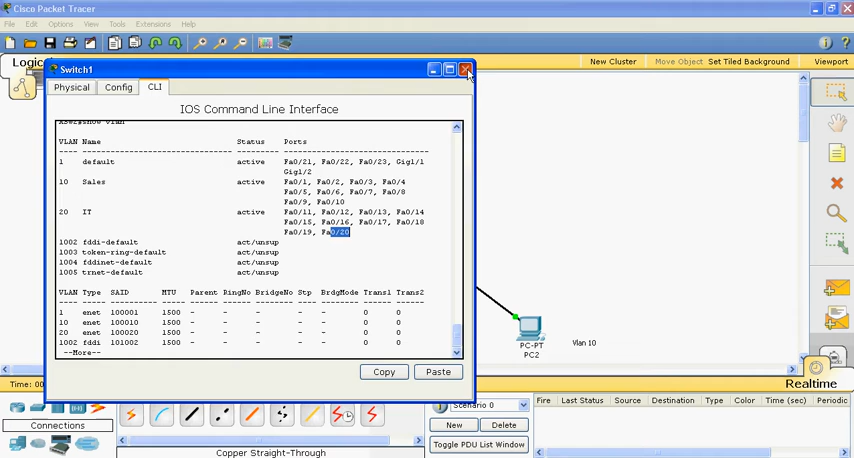 Cisco Packet Tracer
File Edit Options View Tools Extensions Help
Logic
New Cluster Move Object Set Tiled Background Viewport
Switch1
Physical Config CLI
IOS Command Line Interface
VLAN Name Status Ports
---- -------------------------------- --------- -------------------------------
1 default active Fa0/21, Fa0/22, Fa0/23, Gig1/1
Gig1/2
10 Sales active Fa0/1, Fa0/2, Fa0/3, Fa0/4
Fa0/5, Fa0/6, Fa0/7, Fa0/8
Fa0/9, Fa0/10
20 IT active Fa0/11, Fa0/12, Fa0/13, Fa0/14
Fa0/15, Fa0/16, Fa0/17, Fa0/18
Fa0/19, Fa0/20
1002 fddi-default act/unsup
1003 token-ring-default act/unsup
1004 fddinet-default act/unsup
1005 trnet-default act/unsup
VLAN Type SAID MTU Parent RingNo BridgeNo Stp BrdgMode Trans1 Trans2
---- ----- ---------- ----- ------ ------ -------- ---- -------- ------ ------
1 enet 100001 1500 - - - - - 0 0
10 enet 100010 1500 - - - - - 0 0
20 enet 100020 1500 - - - - - 0 0
1002 fddi 101002 1500 - - - - - 0 0
--More--
Copy Paste
PC-PT
PC2
Vlan 10
Time: 00
Realtime
Scenario 0
Fire Last Status Source Destination Type Color Time (sec) Periodic
New Delete
Toggle PDU List Window
Connections
Copper Straight-Through